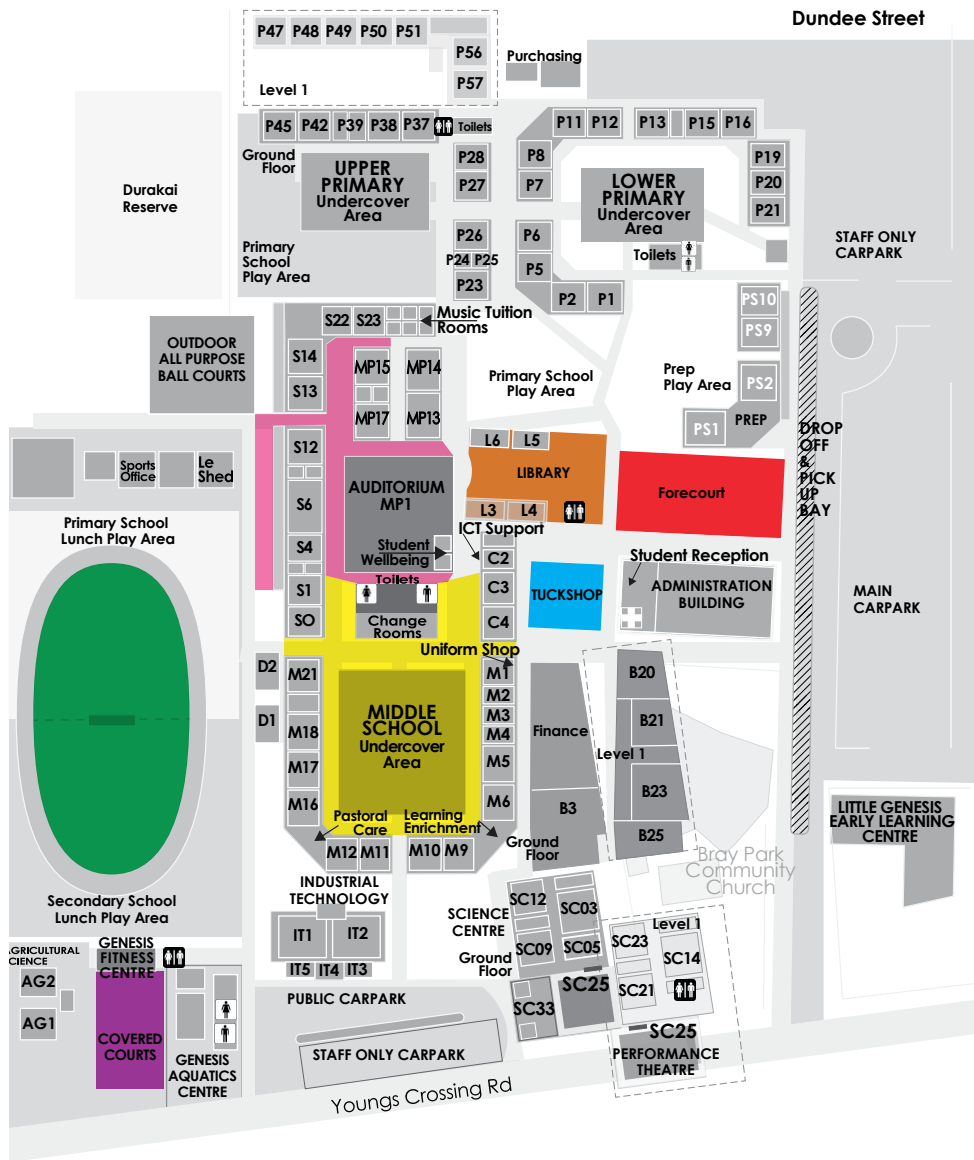 Dundee Street
P47 P48 P49 P50 P51
P56
P57
Level 1
Purchasing
P45 P42 P39 P38 P37
Toilets
Ground
Floor
P28
P27
UPPER
PRIMARY
Undercover
Area
P11 P12 P13 P15 P16
P8
P7
P19
P20
P21
LOWER
PRIMARY
Undercover
Area
Toilets
Durakai
Reserve
Primary
School
Play Area
P26
P24 P25
P23
P6
P5
P2 P1
STAFF ONLY
CARPARK
PS10
PS9
PS2
PS1
PREP
Prep
Play Area
S22 S23
Music Tuition
Rooms
OUTDOOR
ALL PURPOSE
BALL COURTS
S14
S13
MP15 MP14
MP17 MP13
Primary School
Play Area
DROP
OFF
&
PICK
UP
BAY
Sports
Office
Le
Shed
S12
S6
S4
S1
SO
AUDITORIUM
MP1
Student
Wellbeing
Toilets
Change
Rooms
L6 L5
LIBRARY
L3 L4
ICT Support
C2
C3
C4
Forecourt
TUCKSHOP
Student Reception
ADMINISTRATION
BUILDING
MAIN
CARPARK
Primary School
Lunch Play Area
Uniform Shop
D2
D1
M21
M18
M17
M16
MIDDLE
SCHOOL
Undercover
Area
M1
M2
M3
M4
M5
M6
Pastoral
Care
Learning
Enrichment
M12 M11 M10 M9
Finance
B3
Ground
Floor
B20
B21
Level 1
B23
B25
Bray Park
Community
Church
LITTLE GENESIS
EARLY LEARNING
CENTRE
Secondary School
Lunch Play Area
INDUSTRIAL
TECHNOLOGY
IT1 IT2
IT5 IT4 IT3
SCIENCE
CENTRE
Ground
Floor
SC12
SC03
SC09
SC05
SC33
SC25
Level 1
SC23
SC14
SC21
SC25
PERFORMANCE
THEATRE
AGRICULTURAL
SCIENCE
AG2
AG1
GENESIS
FITNESS
CENTRE
COVERED
COURTS
GENESIS
AQUATICS
CENTRE
PUBLIC CARPARK
STAFF ONLY CARPARK
Youngs Crossing Rd